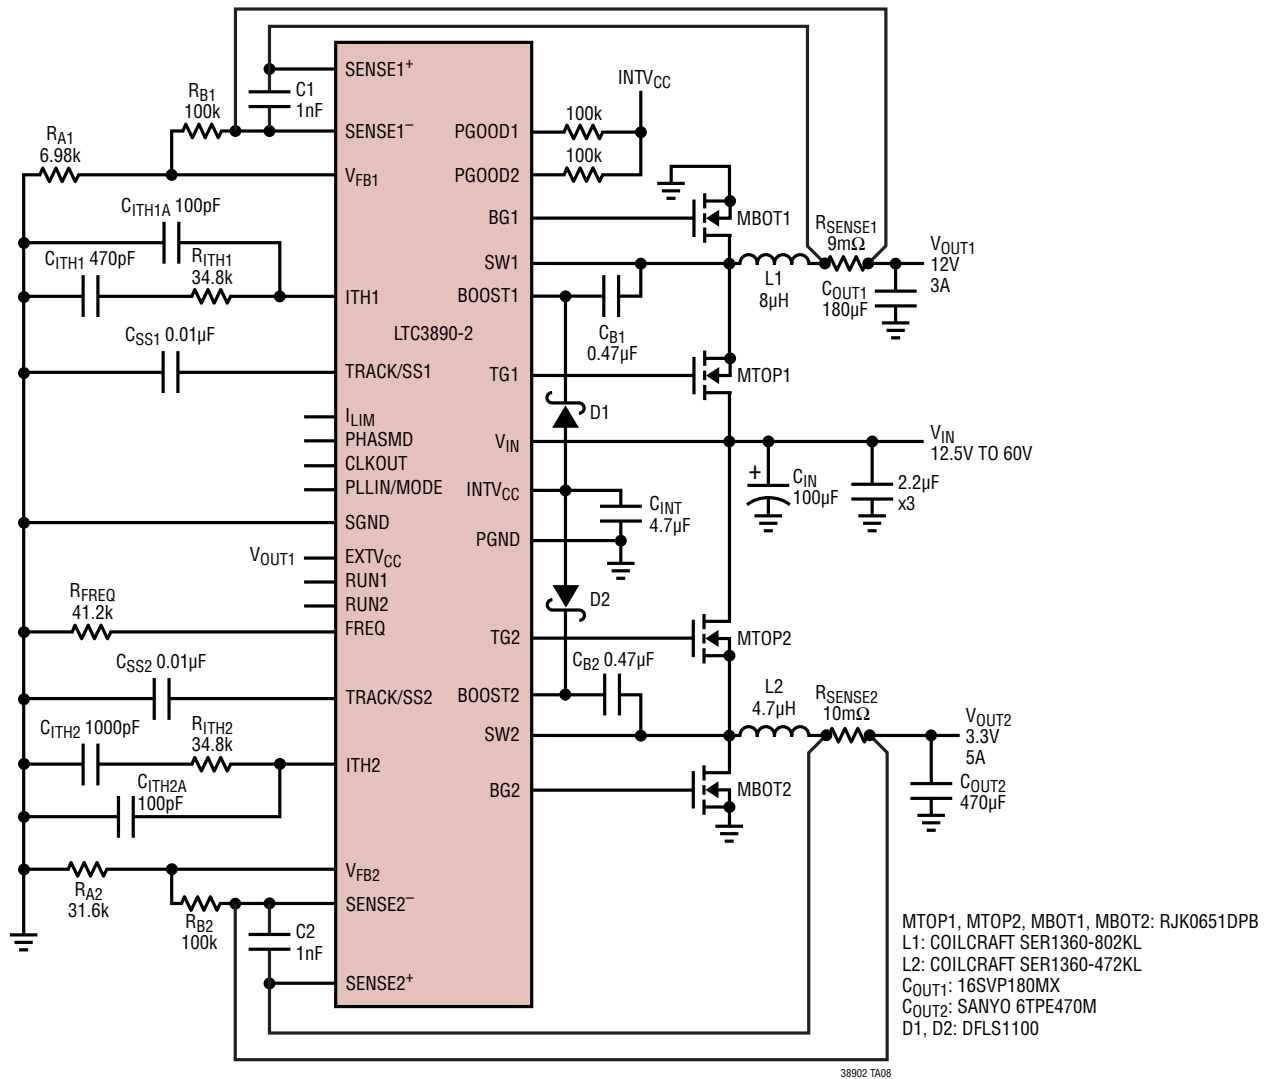 SENSE1+
RB1
100k
C1
1nF
INTVCC
100k
SENSE1–
PGOOD1
RA1
6.98k
100k
VFB1
PGOOD2
CITH1A 100pF
BG1
MBOT1
RSENSE1
9mΩ
VOUT1
12V
3A
CITH1 470pF
RITH1
34.8k
SW1
L1
8µH
COUT1
180µF
ITH1
BOOST1
CB1
0.47µF
LTC3890-2
CSS1 0.01µF
TRACK/SS1
TG1
MTOP1
ILIM
D1
PHASMD
VIN
VIN
12.5V TO 60V
CLKOUT
+
CIN
100µF
2.2µF
x3
PLLIN/MODE
INTVCC
CINT
4.7µF
SGND
PGND
VOUT1
EXTVCC
RUN1
RUN2
D2
RFREQ
41.2k
FREQ
TG2
MTOP2
CSS2 0.01µF
CB2 0.47µF
TRACK/SS2
BOOST2
L2
4.7µH
RSENSE2
10mΩ
VOUT2
3.3V
5A
CITH2 1000pF
RITH2
34.8k
SW2
ITH2
CITH2A
100pF
BG2
MBOT2
COUT2
470µF
VFB2
RA2
31.6k
SENSE2–
RB2
100k
C2
1nF
SENSE2+
MTOP1, MTOP2, MBOT1, MBOT2: RJK0651DPB
L1: COILCRAFT SER1360-802KL
L2: COILCRAFT SER1360-472KL
COUT1: 16SVP180MX
COUT2: SANYO 6TPE470M
D1, D2: DFLS1100
38902 TA08